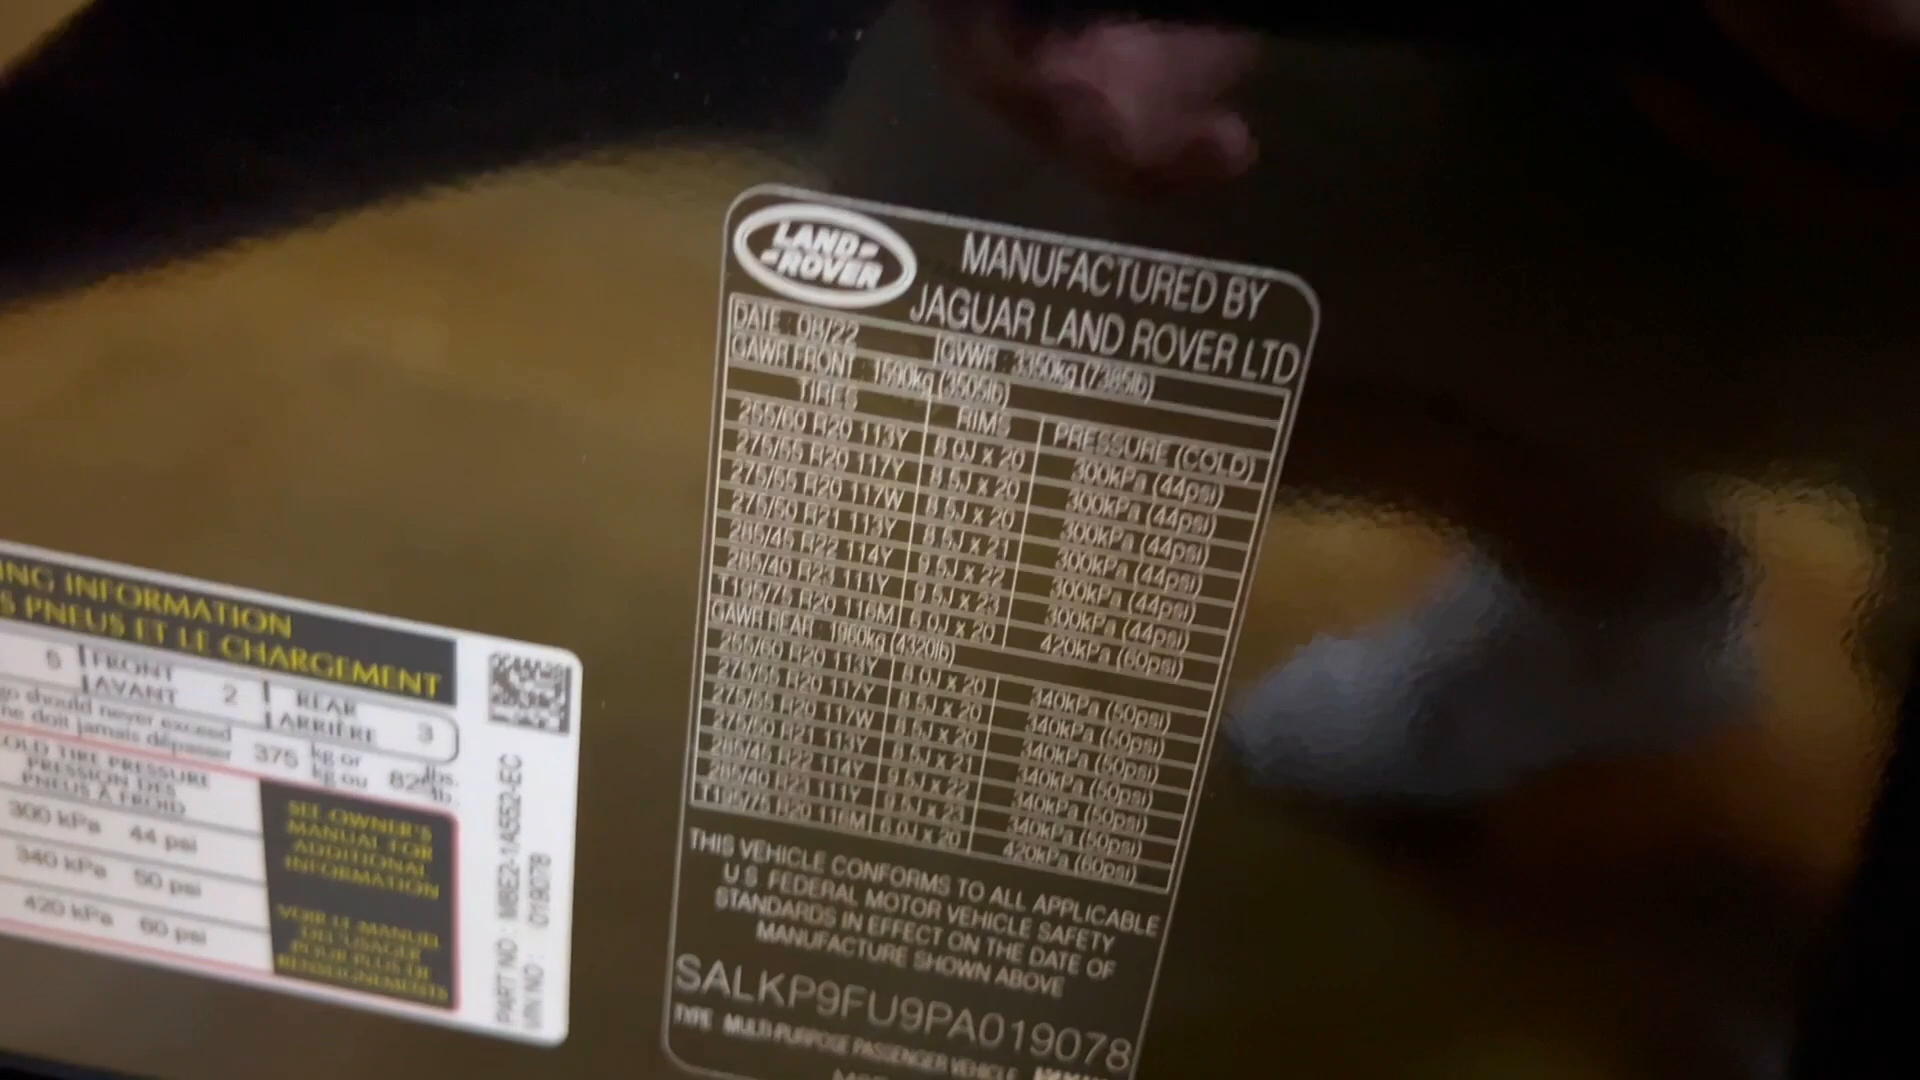 ING INFORMATION
S PNEUS ET LE CHARGEMENT
5 FRONT 2 REAR 3
AVANT ARRIÈRE
go should never exceed 375 kg or lbs.
ne doit jamais dépasser kg ou lb.
OLD TIRE PRESSURE
PRESSION DES
PNEUS À FROID
300 kPa 44 psi
340 kPa 50 psi
420 kPa 60 psi
SEE OWNER'S
MANUAL FOR
ADDITIONAL
INFORMATION
VOIR LE MANUEL
DE L'USAGER
POUR PLUS DE
RENSEIGNEMENTS
PART NO : M8E2-1A552-EC
VIN NO : 019078
LAND
ROVER
MANUFACTURED BY
JAGUAR LAND ROVER LTD
DATE : 08/22 GVWR : 3350kg (7385lb)
GAWR FRONT : 1590kg (3505lb)
TIRES RIMS PRESSURE (COLD)
255/60 R20 113Y 8.0J x 20 300kPa (44psi)
275/55 R20 117Y 8.5J x 20 300kPa (44psi)
275/55 R20 117W 8.5J x 20 300kPa (44psi)
275/50 R21 113Y 8.5J x 21 300kPa (44psi)
285/45 R22 114Y 9.5J x 22 300kPa (44psi)
285/40 R23 111Y 9.5J x 23 300kPa (44psi)
T195/75 R20 116M 6.0J x 20 420kPa (60psi)
GAWR REAR : 1960kg (4320lb)
255/60 R20 113Y 8.0J x 20 340kPa (50psi)
275/55 R20 117Y 8.5J x 20 340kPa (50psi)
275/55 R20 117W 8.5J x 20 340kPa (50psi)
275/50 R21 113Y 8.5J x 21 340kPa (50psi)
285/45 R22 114Y 9.5J x 22 340kPa (50psi)
285/40 R23 111Y 9.5J x 23 340kPa (50psi)
T195/75 R20 116M 6.0J x 20 420kPa (60psi)
THIS VEHICLE CONFORMS TO ALL APPLICABLE
U.S. FEDERAL MOTOR VEHICLE SAFETY
STANDARDS IN EFFECT ON THE DATE OF
MANUFACTURE SHOWN ABOVE
SALKP9FU9PA019078
TYPE : MULTI-PURPOSE PASSENGER VEHICLE